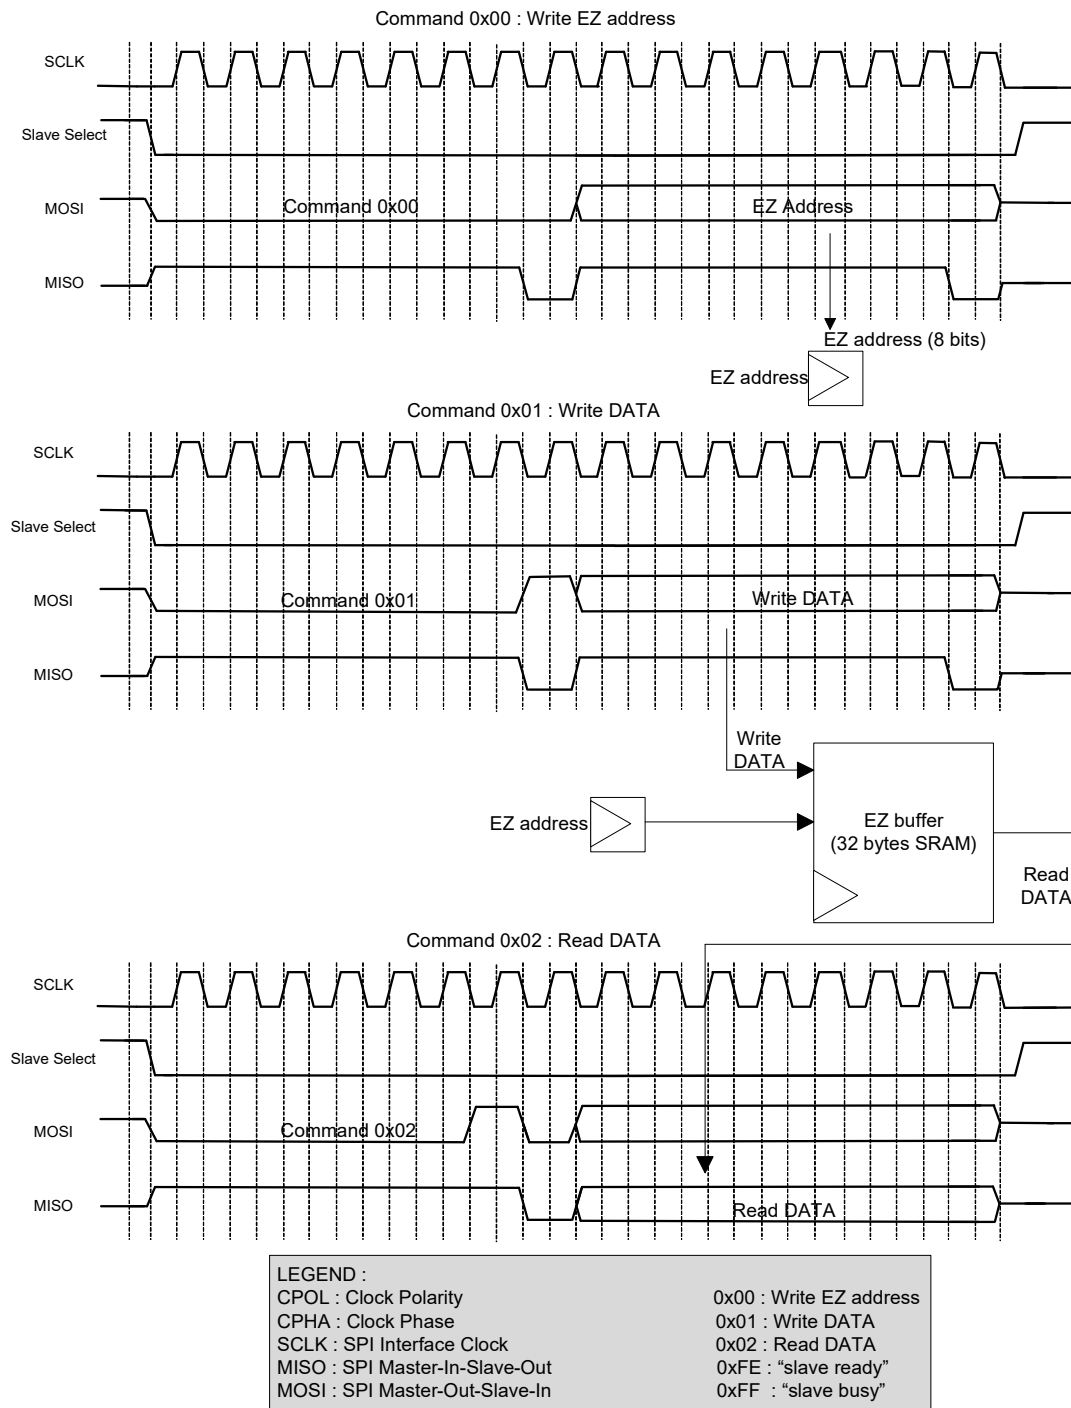 Command 0x00 : Write EZ address
SCLK
Slave Select
MOSI
Command 0x00
EZ Address
MISO
EZ address (8 bits)
EZ address
Command 0x01 : Write DATA
SCLK
Slave Select
MOSI
Command 0x01
Write DATA
MISO
Write
DATA
EZ address
EZ buffer
(32 bytes SRAM)
Read
DATA
Command 0x02 : Read DATA
SCLK
Slave Select
MOSI
Command 0x02
MISO
Read DATA
LEGEND :
CPOL : Clock Polarity
CPHA : Clock Phase
SCLK : SPI Interface Clock
MISO : SPI Master-In-Slave-Out
MOSI : SPI Master-Out-Slave-In
0x00 : Write EZ address
0x01 : Write DATA
0x02 : Read DATA
0xFE : “slave ready”
0xFF : “slave busy”